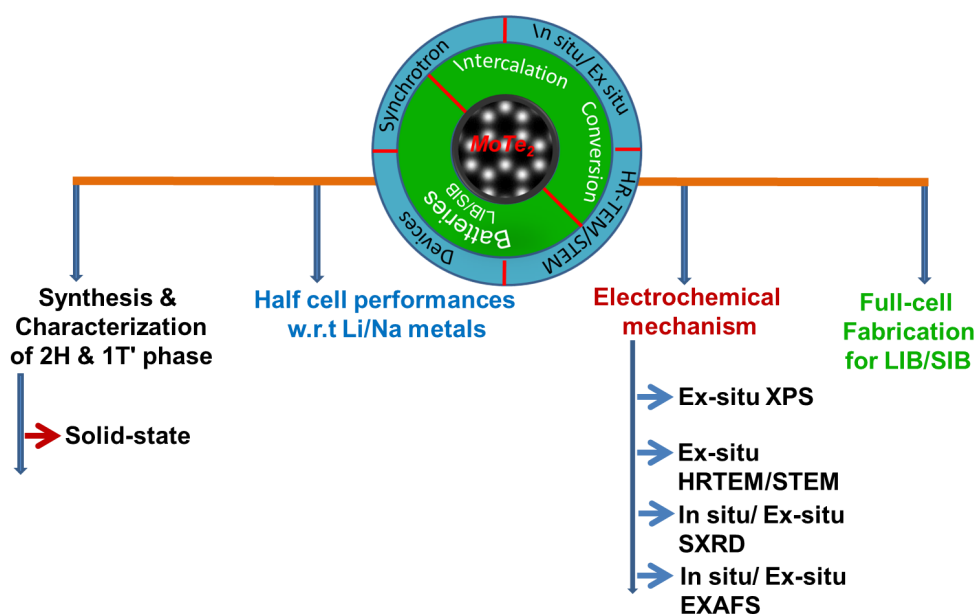 In situ/ Ex situ
Synchrotron
Intercalation
Conversion
MoTe₂
LIB/SIB
Batteries
HR-TEM/STEM
Devices
Synthesis &
Characterization
of 2H & 1T' phase
Solid-state
Half cell performances
w.r.t Li/Na metals
Electrochemical
mechanism
Ex-situ XPS
Ex-situ
HRTEM/STEM
In situ/ Ex-situ
SXRD
In situ/ Ex-situ
EXAFS
Full-cell
Fabrication
for LIB/SIB